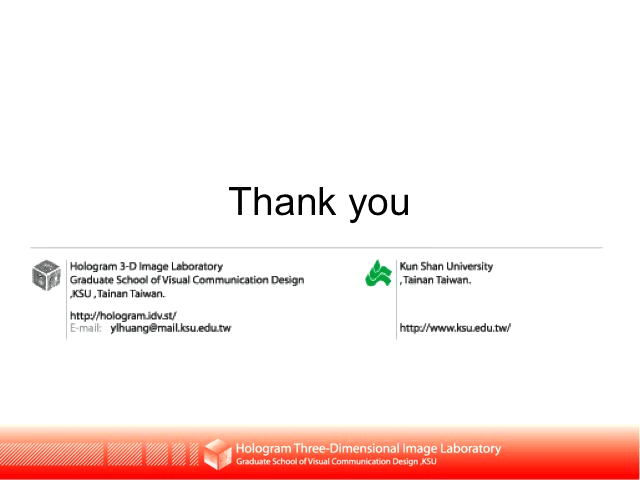 Thank you
Hologram 3-D Image Laboratory
Graduate School of Visual Communication Design
,KSU ,Tainan Taiwan.
http://hologram.idv.st/
E-mail: ylhuang@mail.ksu.edu.tw
Kun Shan University
,Tainan Taiwan.
http://www.ksu.edu.tw/
Hologram Three-Dimensional Image Laboratory
Graduate School of Visual Communication Design ,KSU